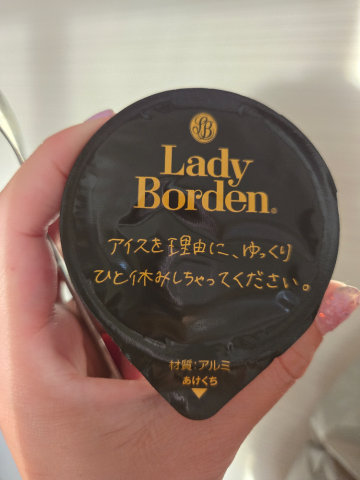 LB
Lady
Borden®
アイスを理由に、ゆっくり
ひと休みしちゃってください。
材質:アルミ
あけくち